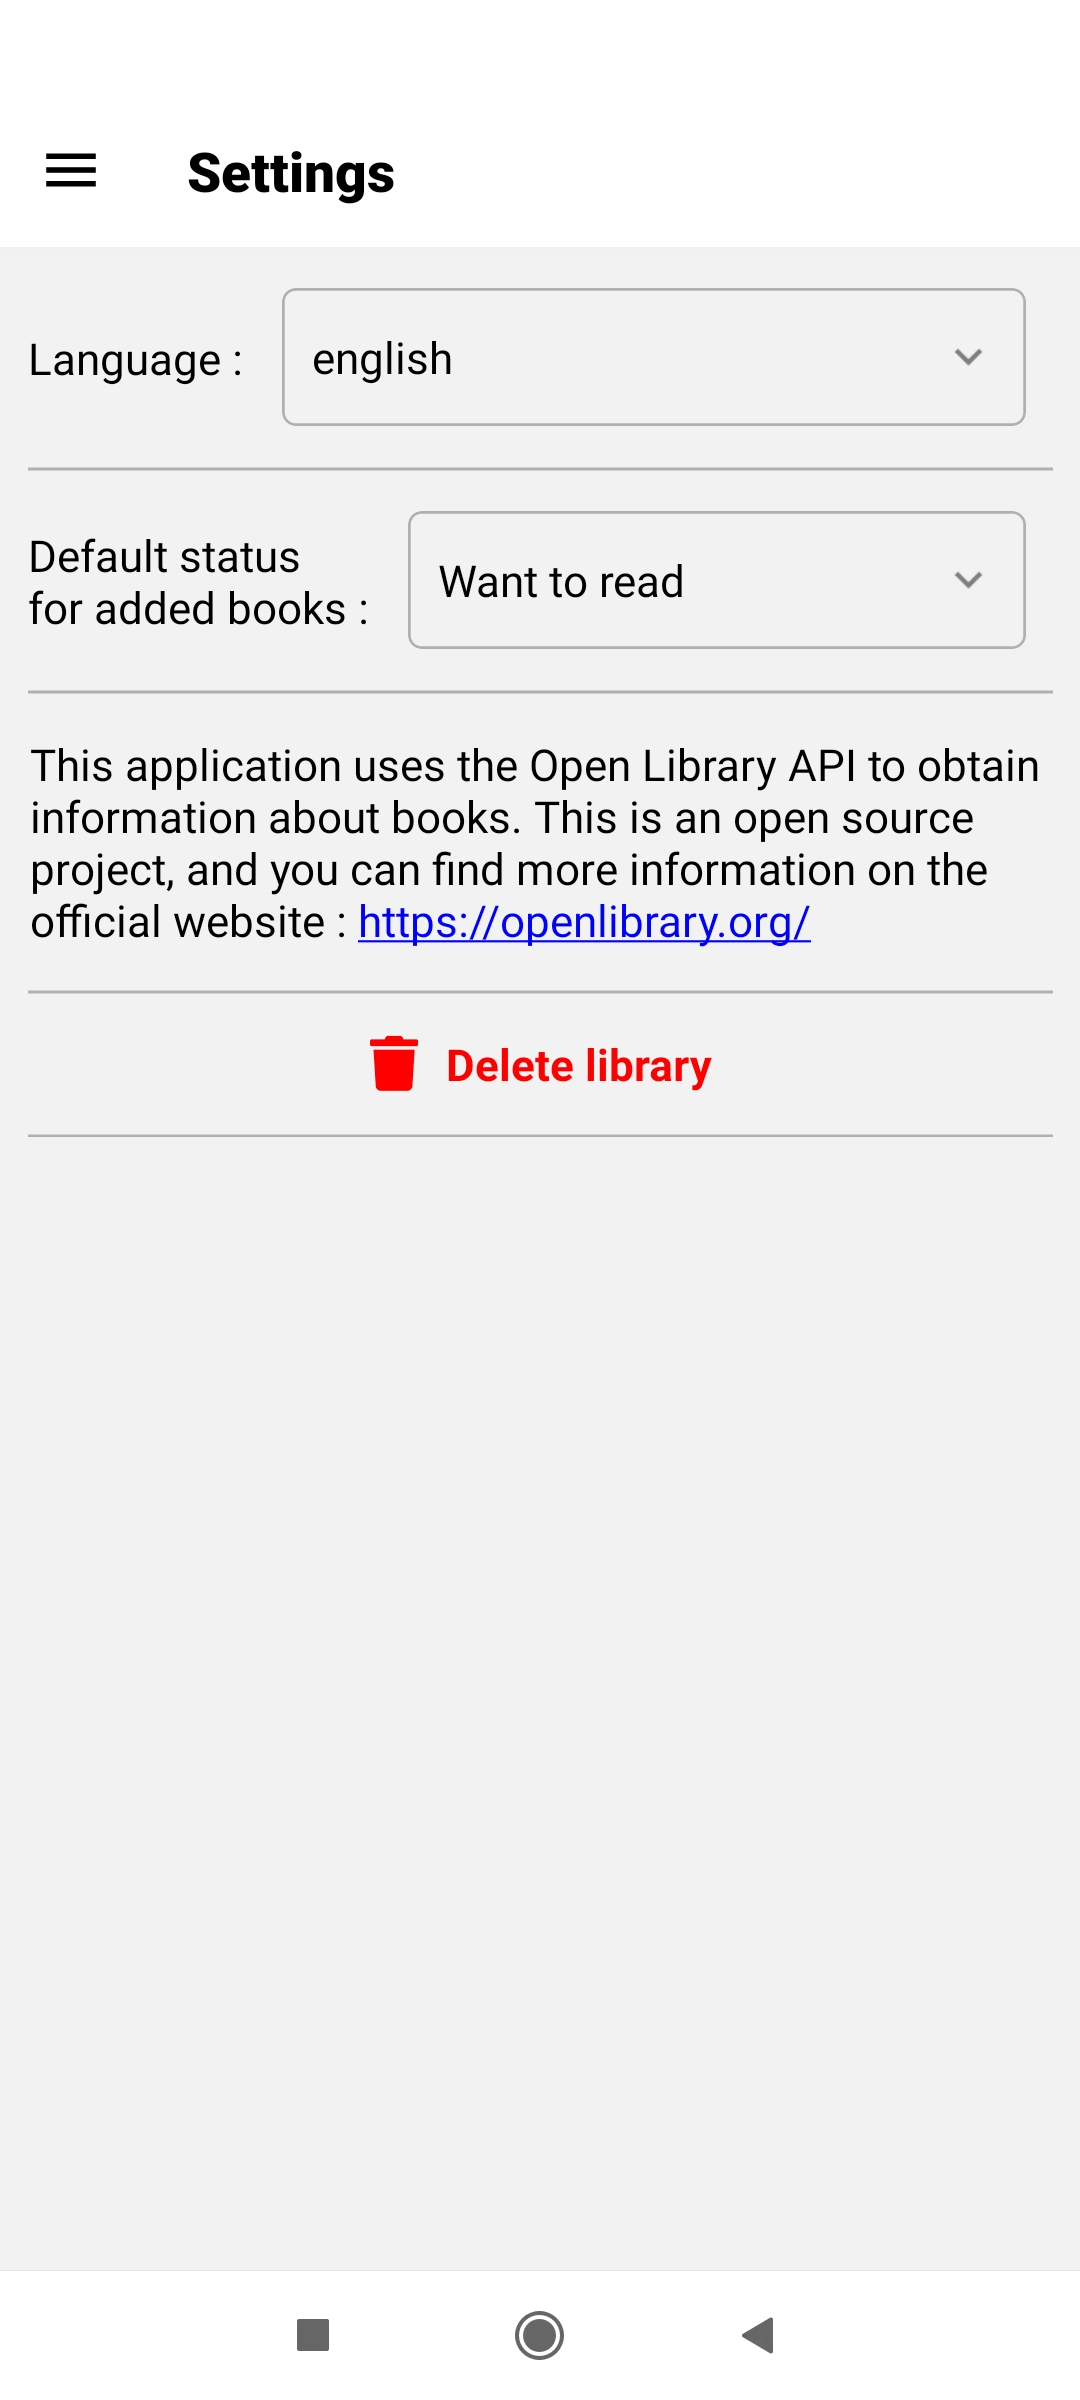 Settings
Language :
english
Default status
for added books :
Want to read
This application uses the Open Library API to obtain
information about books. This is an open source
project, and you can find more information on the
official website : https://openlibrary.org/
Delete library